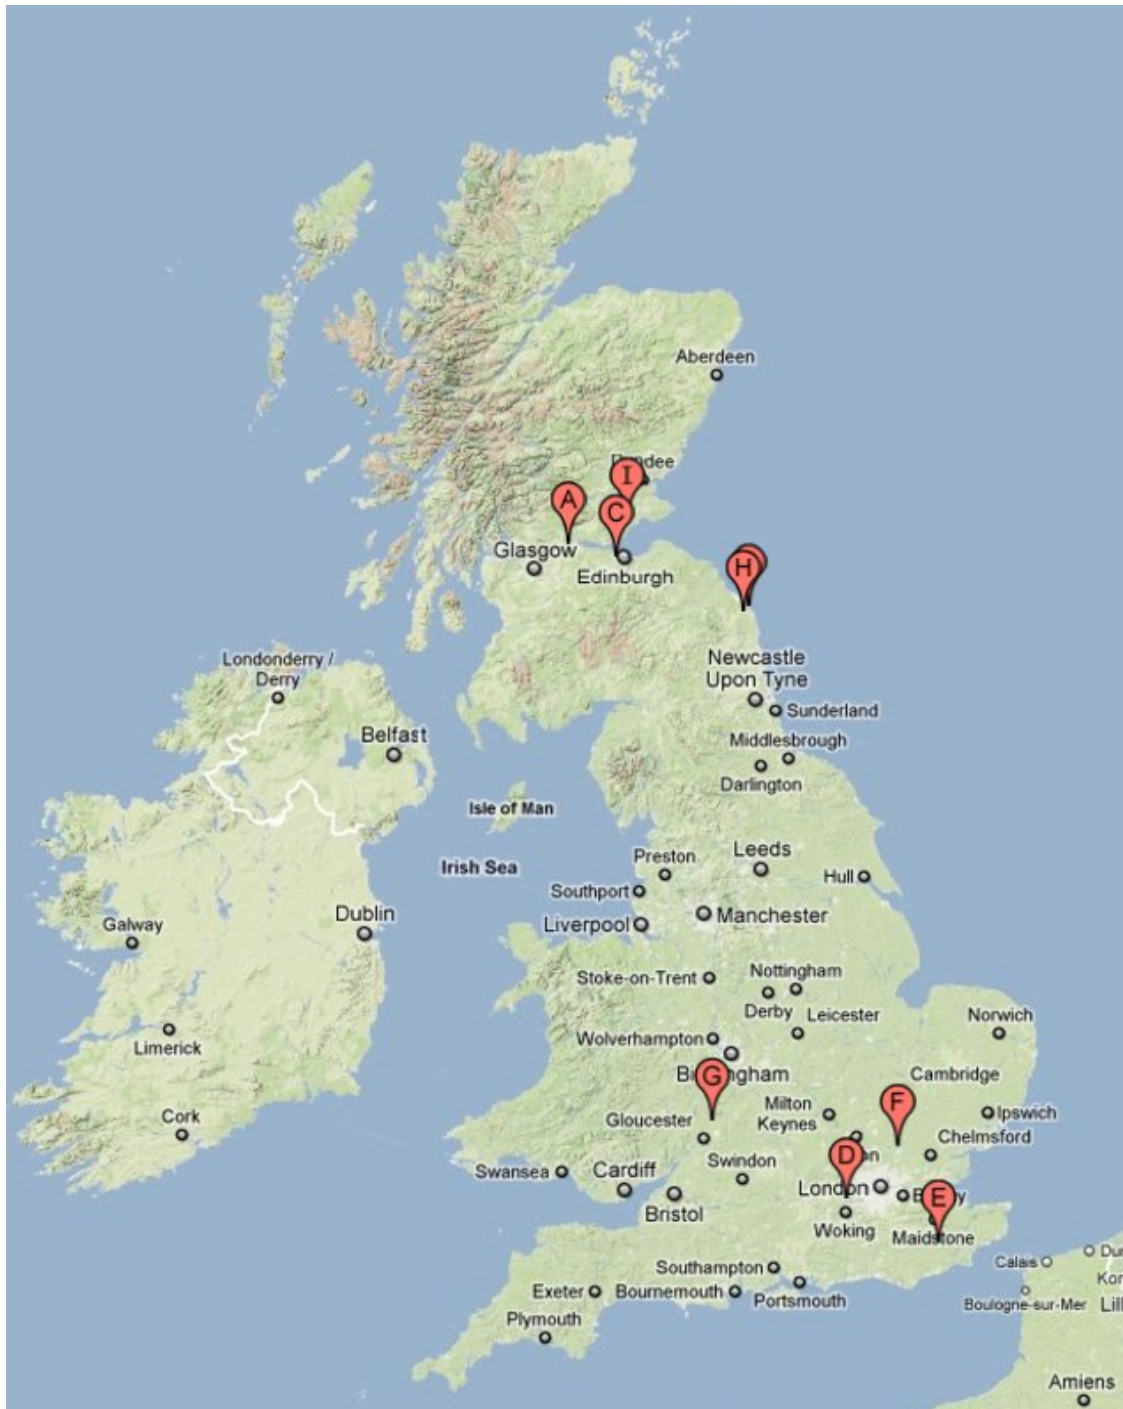 Aberdeen
I
A
C
Glasgow
Edinburgh
H
Londonderry /
Derry
Newcastle
Upon Tyne
Sunderland
Belfast
Middlesbrough
Darlington
Isle of Man
Irish Sea
Preston
Leeds
Southport
Hull
Liverpool
Manchester
Galway
Dublin
Stoke-on-Trent
Nottingham
Derby
Leicester
Norwich
Limerick
Wolverhampton
G
Cambridge
Cork
Gloucester
Milton
Keynes
F
Ipswich
Chelmsford
Swansea
Cardiff
Swindon
D
London
E
Bristol
Woking
Maidstone
Southampton
Calais
Exeter
Bournemouth
Portsmouth
Boulogne-sur-Mer
Plymouth
Amiens